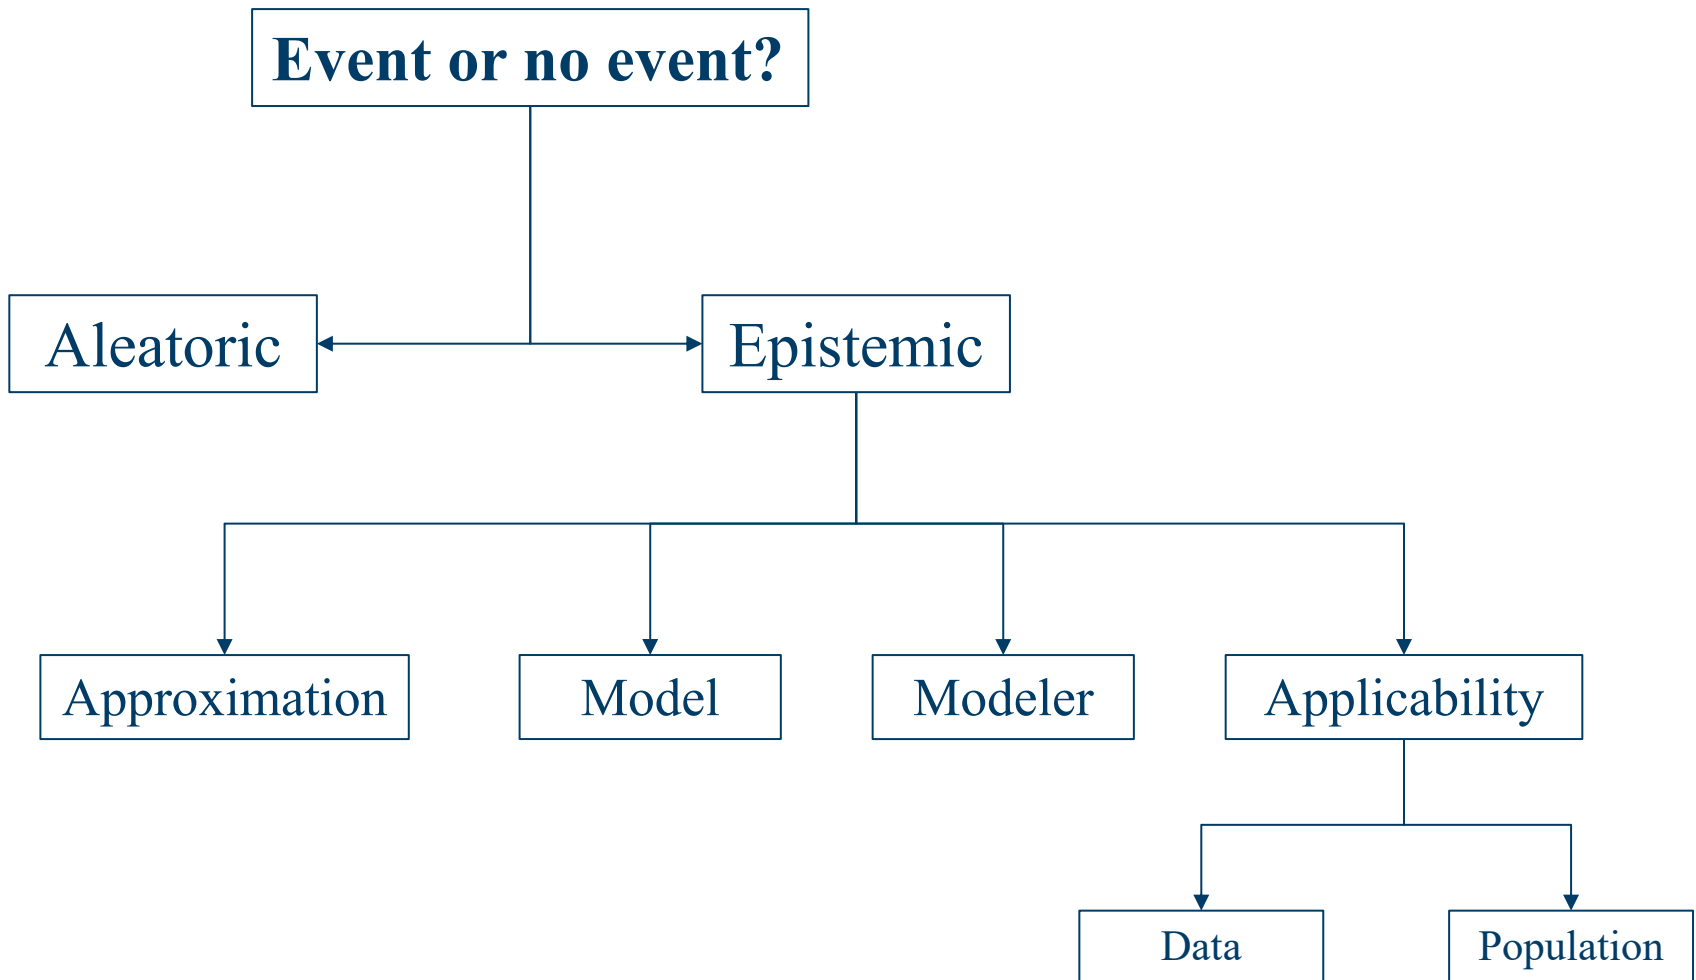 Event or no event?
Aleatoric
Epistemic
Approximation
Model
Modeler
Applicability
Data
Population